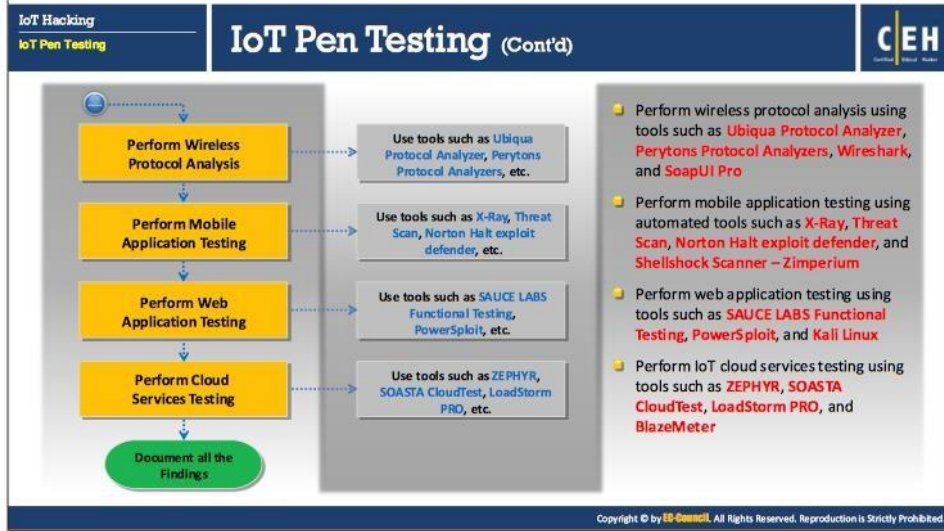 IoT Hacking
IoT Pen Testing
IoT Pen Testing (Cont'd)
C|EH
Certified Ethical Hacker
Perform Wireless
Protocol Analysis
Use tools such as Ubiqua
Protocol Analyzer, Perytons
Protocol Analyzers, etc.
Perform Mobile
Application Testing
Use tools such as X-Ray, Threat
Scan, Norton Halt exploit
defender, etc.
Perform Web
Application Testing
Use tools such as SAUCE LABS
Functional Testing,
PowerSploit, etc.
Perform Cloud
Services Testing
Use tools such as ZEPHYR,
SOASTA CloudTest, LoadStorm
PRO, etc.
Document all the
Findings
Perform wireless protocol analysis using
tools such as Ubiqua Protocol Analyzer,
Perytons Protocol Analyzers, Wireshark,
and SoapUI Pro
Perform mobile application testing using
automated tools such as X-Ray, Threat
Scan, Norton Halt exploit defender, and
Shellshock Scanner – Zimperium
Perform web application testing using
tools such as SAUCE LABS Functional
Testing, PowerSploit, and Kali Linux
Perform IoT cloud services testing using
tools such as ZEPHYR, SOASTA
CloudTest, LoadStorm PRO, and
BlazeMeter
Copyright © by EC-Council. All Rights Reserved. Reproduction is Strictly Prohibited.